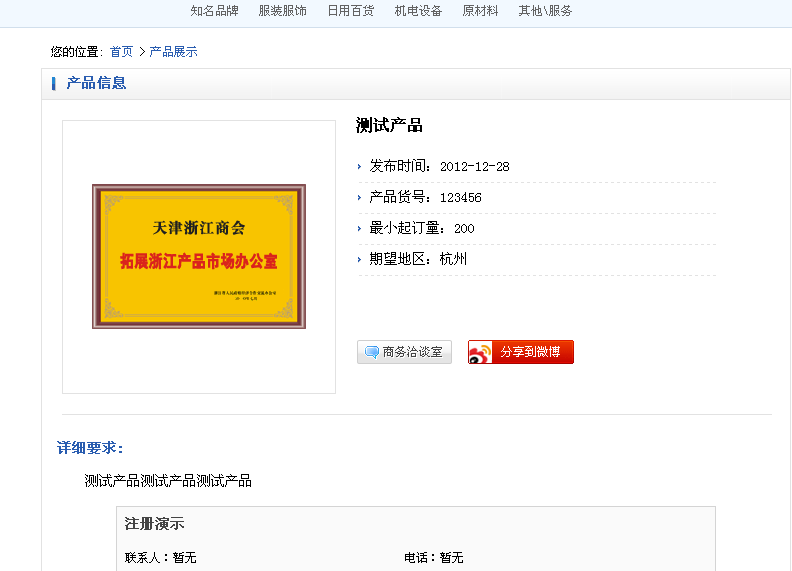 知名品牌 服装服饰 日用百货 机电设备 原材料 其他\服务
您的位置：首页 > 产品展示
产品信息
天津浙江商会
拓展浙江产品市场办公室
测试产品
发布时间：2012-12-28
产品货号：123456
最小起订量：200
期望地区：杭州
商务洽谈室 分享到微博
详细要求：
测试产品测试产品测试产品
注册演示
联系人：暂无 电话：暂无